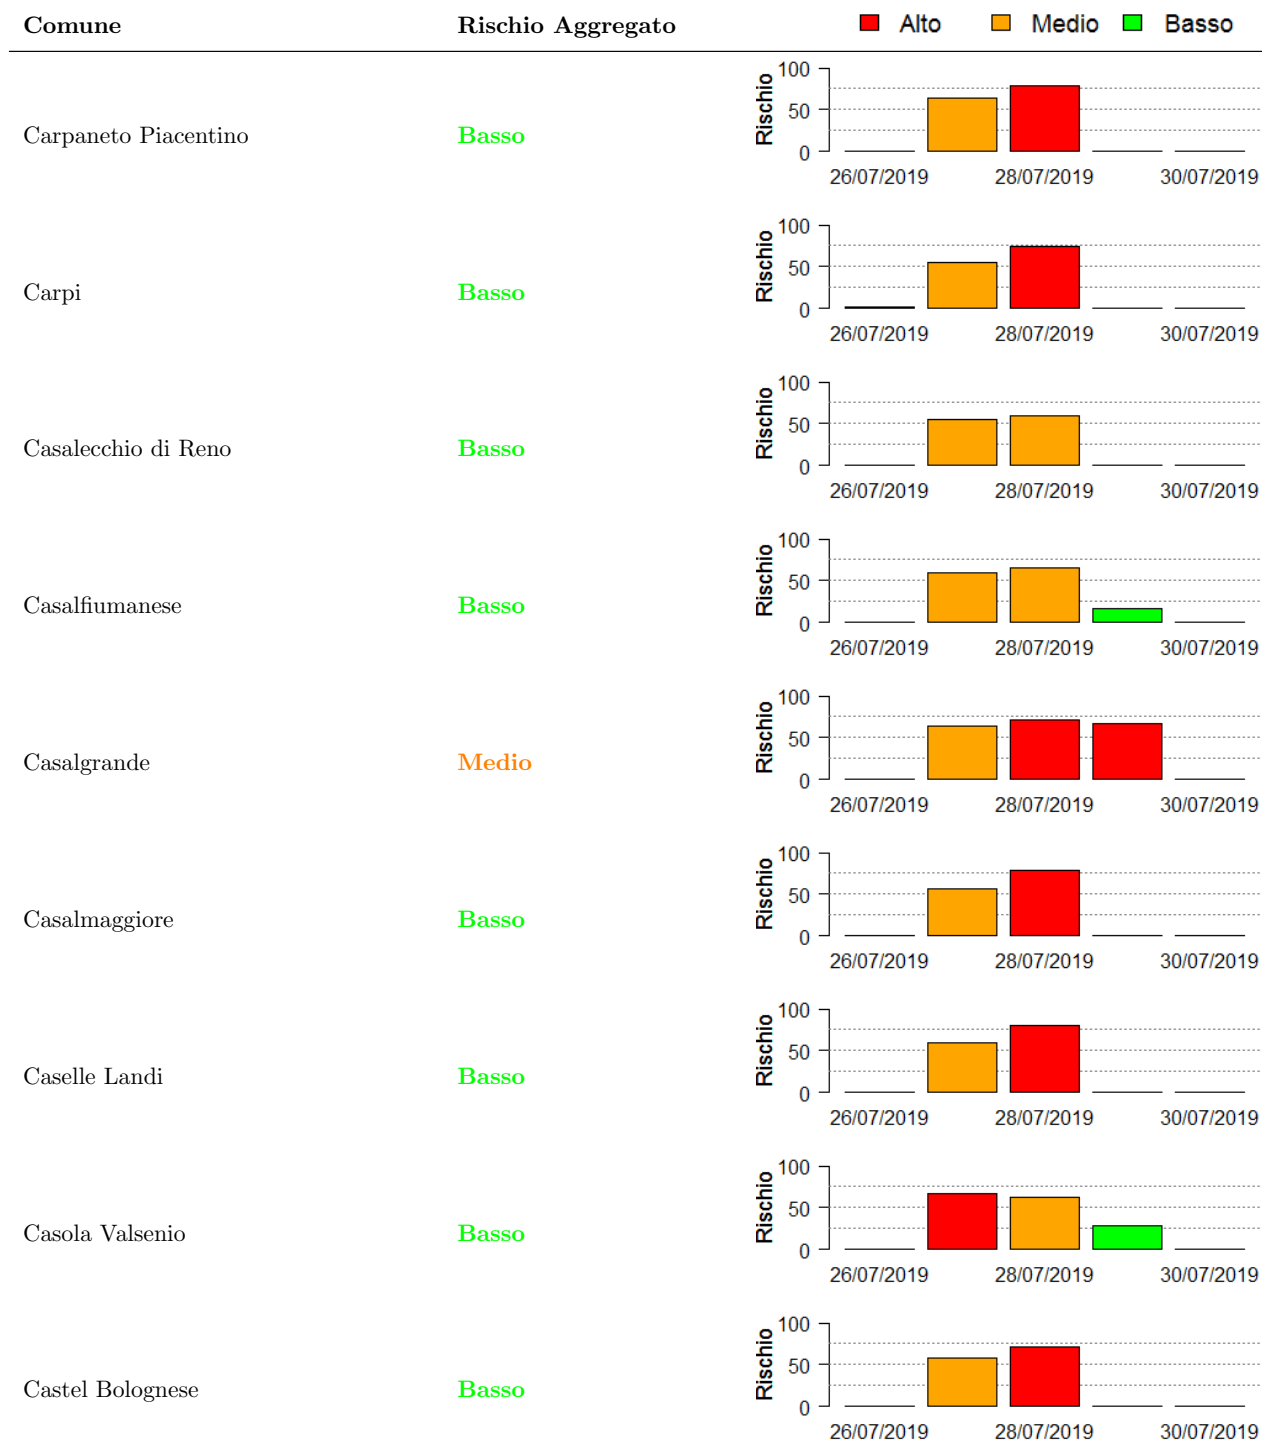 Comune Rischio Aggregato Alto Medio Basso
Carpaneto Piacentino Basso
Rischio
100
50
0
26/07/2019 28/07/2019 30/07/2019
Carpi Basso
Rischio
100
50
0
26/07/2019 28/07/2019 30/07/2019
Casalecchio di Reno Basso
Rischio
100
50
0
26/07/2019 28/07/2019 30/07/2019
Casalfiumanese Basso
Rischio
100
50
0
26/07/2019 28/07/2019 30/07/2019
Casalgrande Medio
Rischio
100
50
0
26/07/2019 28/07/2019 30/07/2019
Casalmaggiore Basso
Rischio
100
50
0
26/07/2019 28/07/2019 30/07/2019
Caselle Landi Basso
Rischio
100
50
0
26/07/2019 28/07/2019 30/07/2019
Casola Valsenio Basso
Rischio
100
50
0
26/07/2019 28/07/2019 30/07/2019
Castel Bolognese Basso
Rischio
100
50
0
26/07/2019 28/07/2019 30/07/2019